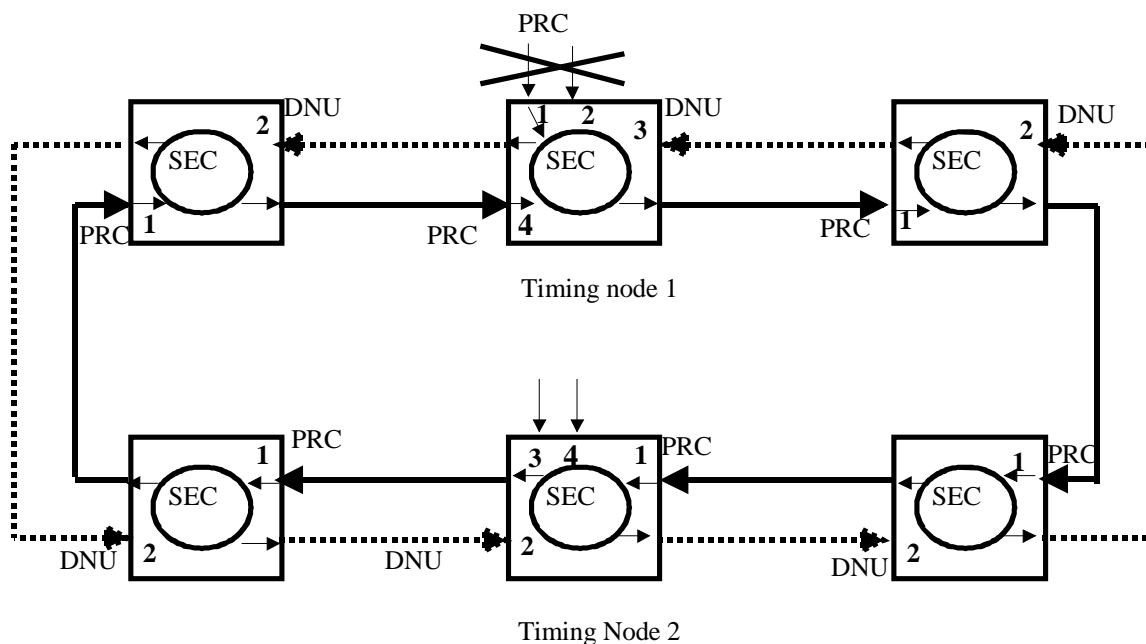 PRC
DNU DNU DNU
1 2
2 3 2
SEC SEC SEC
1 4 1
PRC PRC PRC
Timing node 1
PRC PRC PRC
1 3 4 1 1
SEC SEC SEC
2 2 2
DNU DNU DNU
Timing Node 2